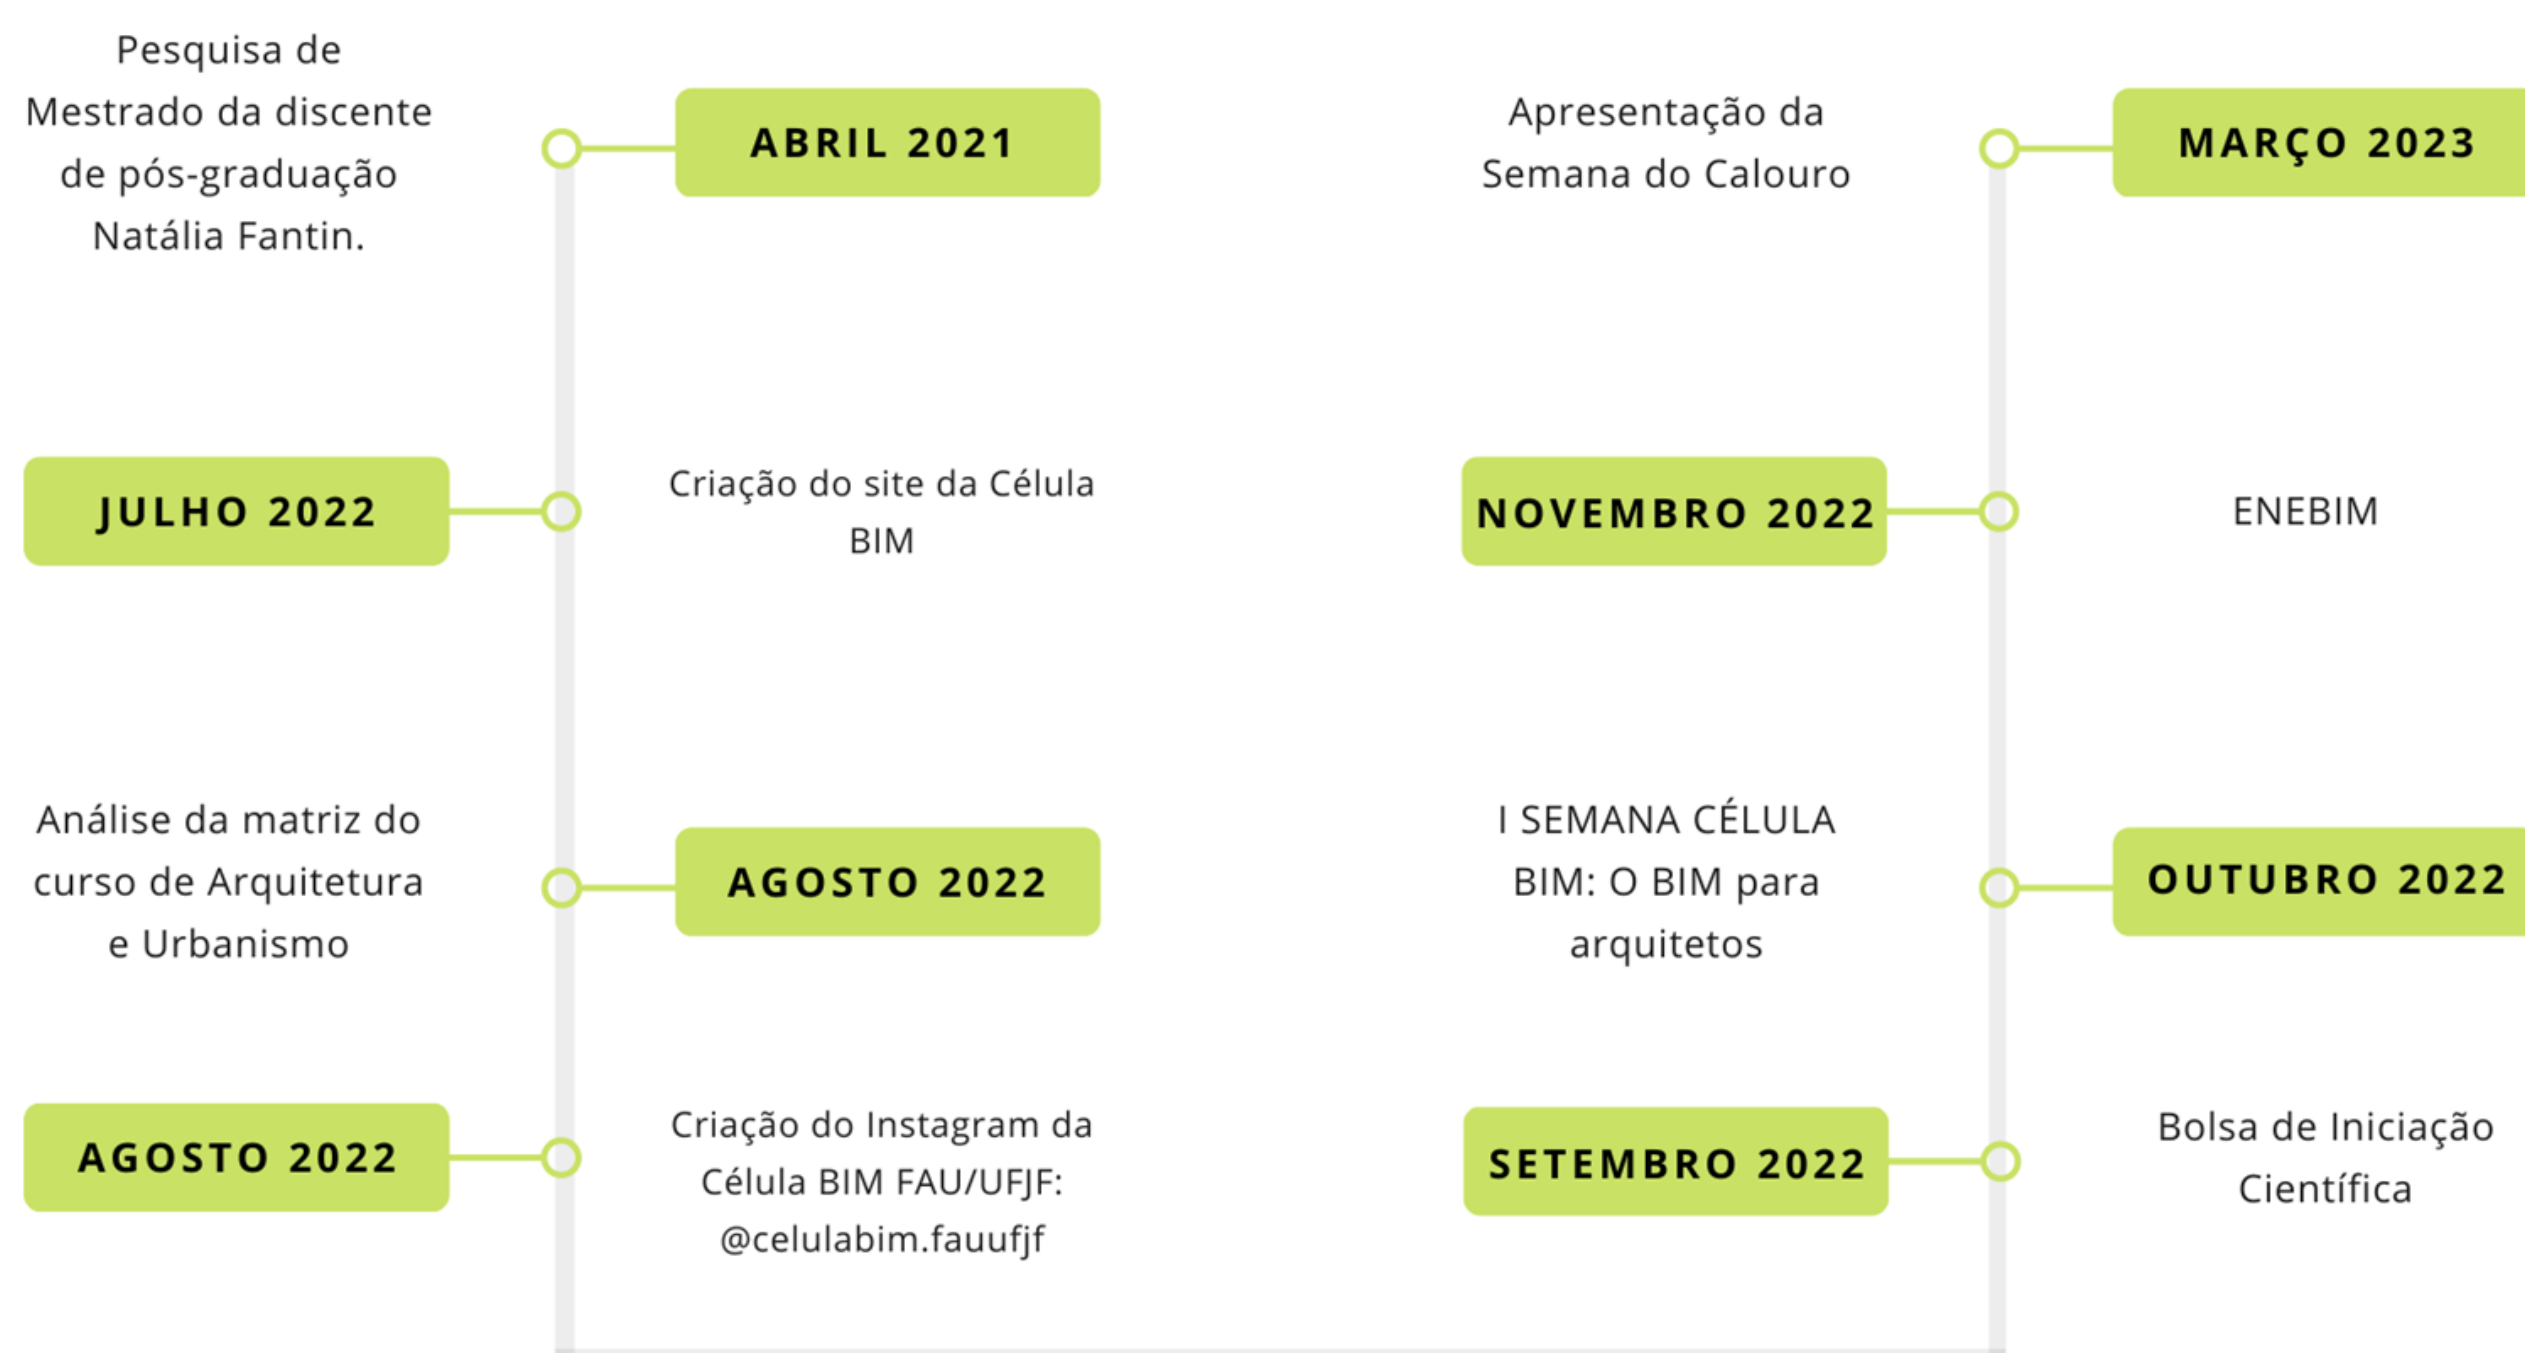 Pesquisa de
Mestrado da discente
de pós-graduação
Natália Fantin.
ABRIL 2021
JULHO 2022
Criação do site da Célula
BIM
Análise da matriz do
curso de Arquitetura
e Urbanismo
AGOSTO 2022
AGOSTO 2022
Criação do Instagram da
Célula BIM FAU/UFJF:
@celulabim.fauufjf
Apresentação da
Semana do Calouro
MARÇO 2023
NOVEMBRO 2022
ENEBIM
I SEMANA CÉLULA
BIM: O BIM para
arquitetos
OUTUBRO 2022
SETEMBRO 2022
Bolsa de Iniciação
Científica